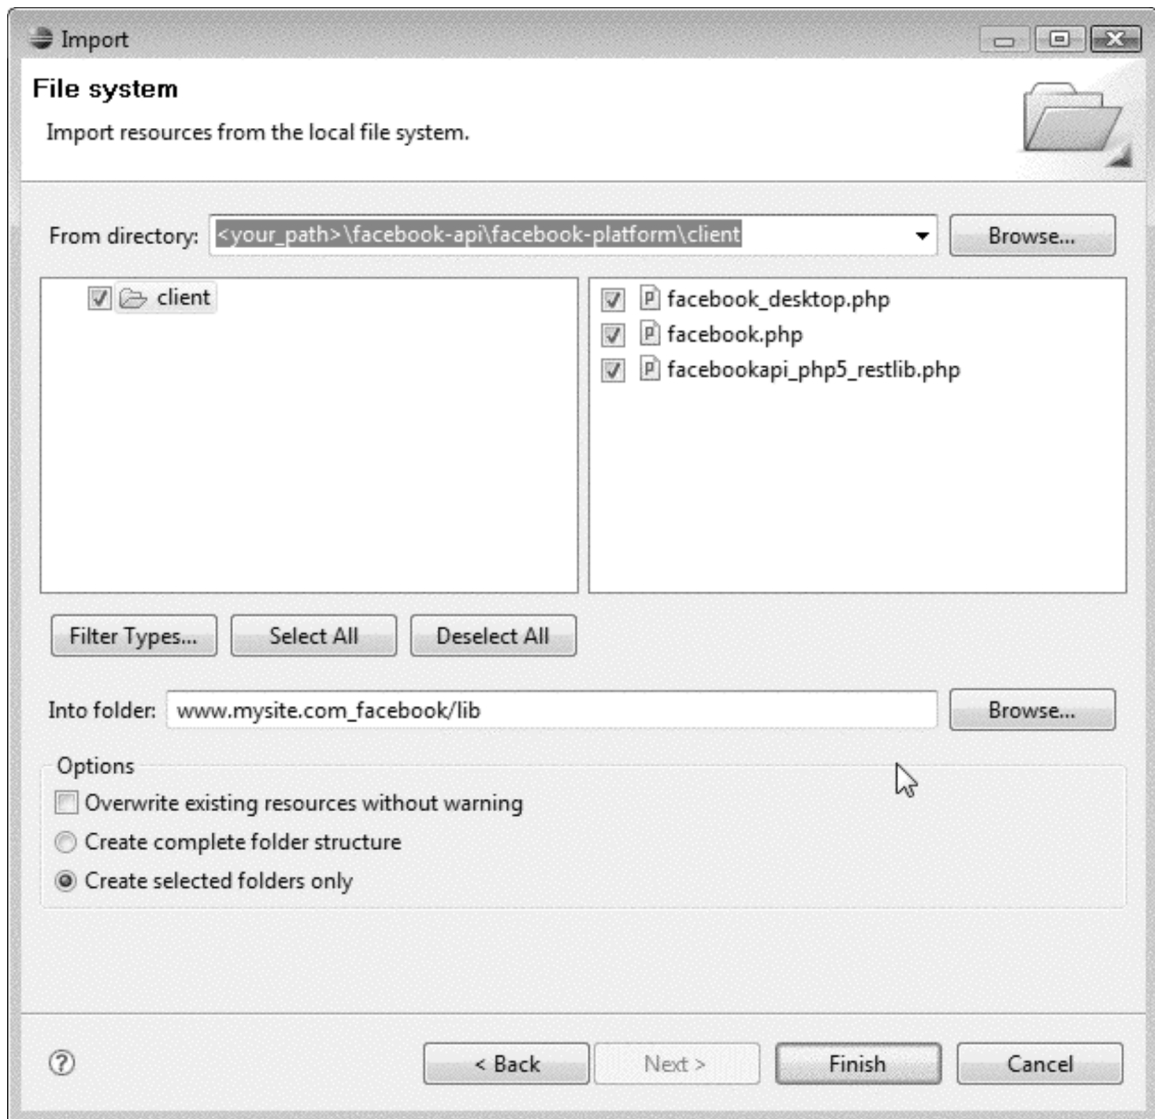 Import
File system
Import resources from the local file system.
From directory: <your_path>\facebook-api\facebook-platform\client Browse...
client
facebook_desktop.php
facebook.php
facebookapi_php5_restlib.php
Filter Types... Select All Deselect All
Into folder: www.mysite.com_facebook/lib Browse...
Options
Overwrite existing resources without warning
Create complete folder structure
Create selected folders only
? < Back Next > Finish Cancel